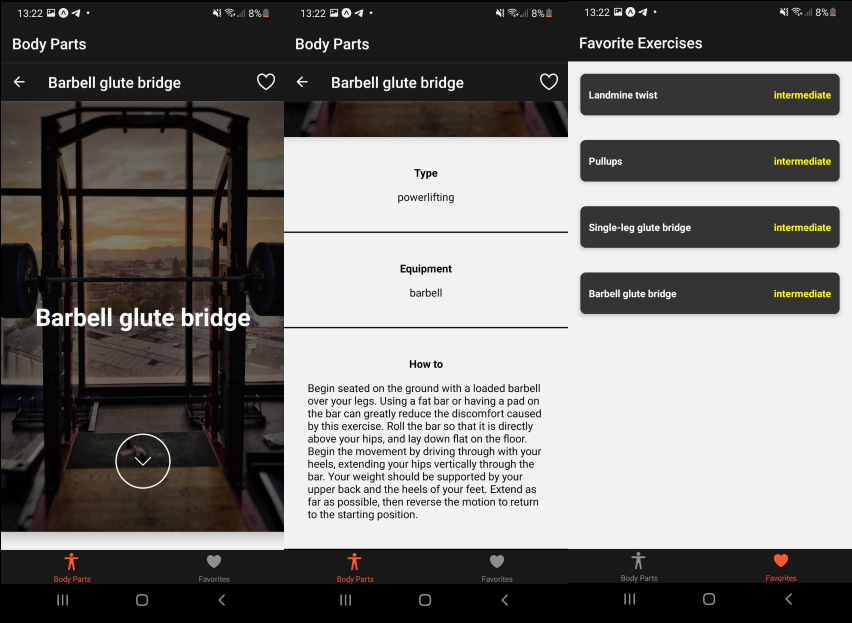 13:22
8%
Body Parts
Barbell glute bridge
Barbell glute bridge
Body Parts
Favorites
13:22
8%
Body Parts
Barbell glute bridge
Type
powerlifting
Equipment
barbell
How to
Begin seated on the ground with a loaded barbell
over your legs. Using a fat bar or having a pad on
the bar can greatly reduce the discomfort caused
by this exercise. Roll the bar so that it is directly
above your hips, and lay down flat on the floor.
Begin the movement by driving through with your
heels, extending your hips vertically through the
bar. Your weight should be supported by your
upper back and the heels of your feet. Extend as
far as possible, then reverse the motion to return
to the starting position.
Body Parts
Favorites
13:22
8%
Favorite Exercises
Landmine twist intermediate
Pullups intermediate
Single-leg glute bridge intermediate
Barbell glute bridge intermediate
Body Parts
Favorites